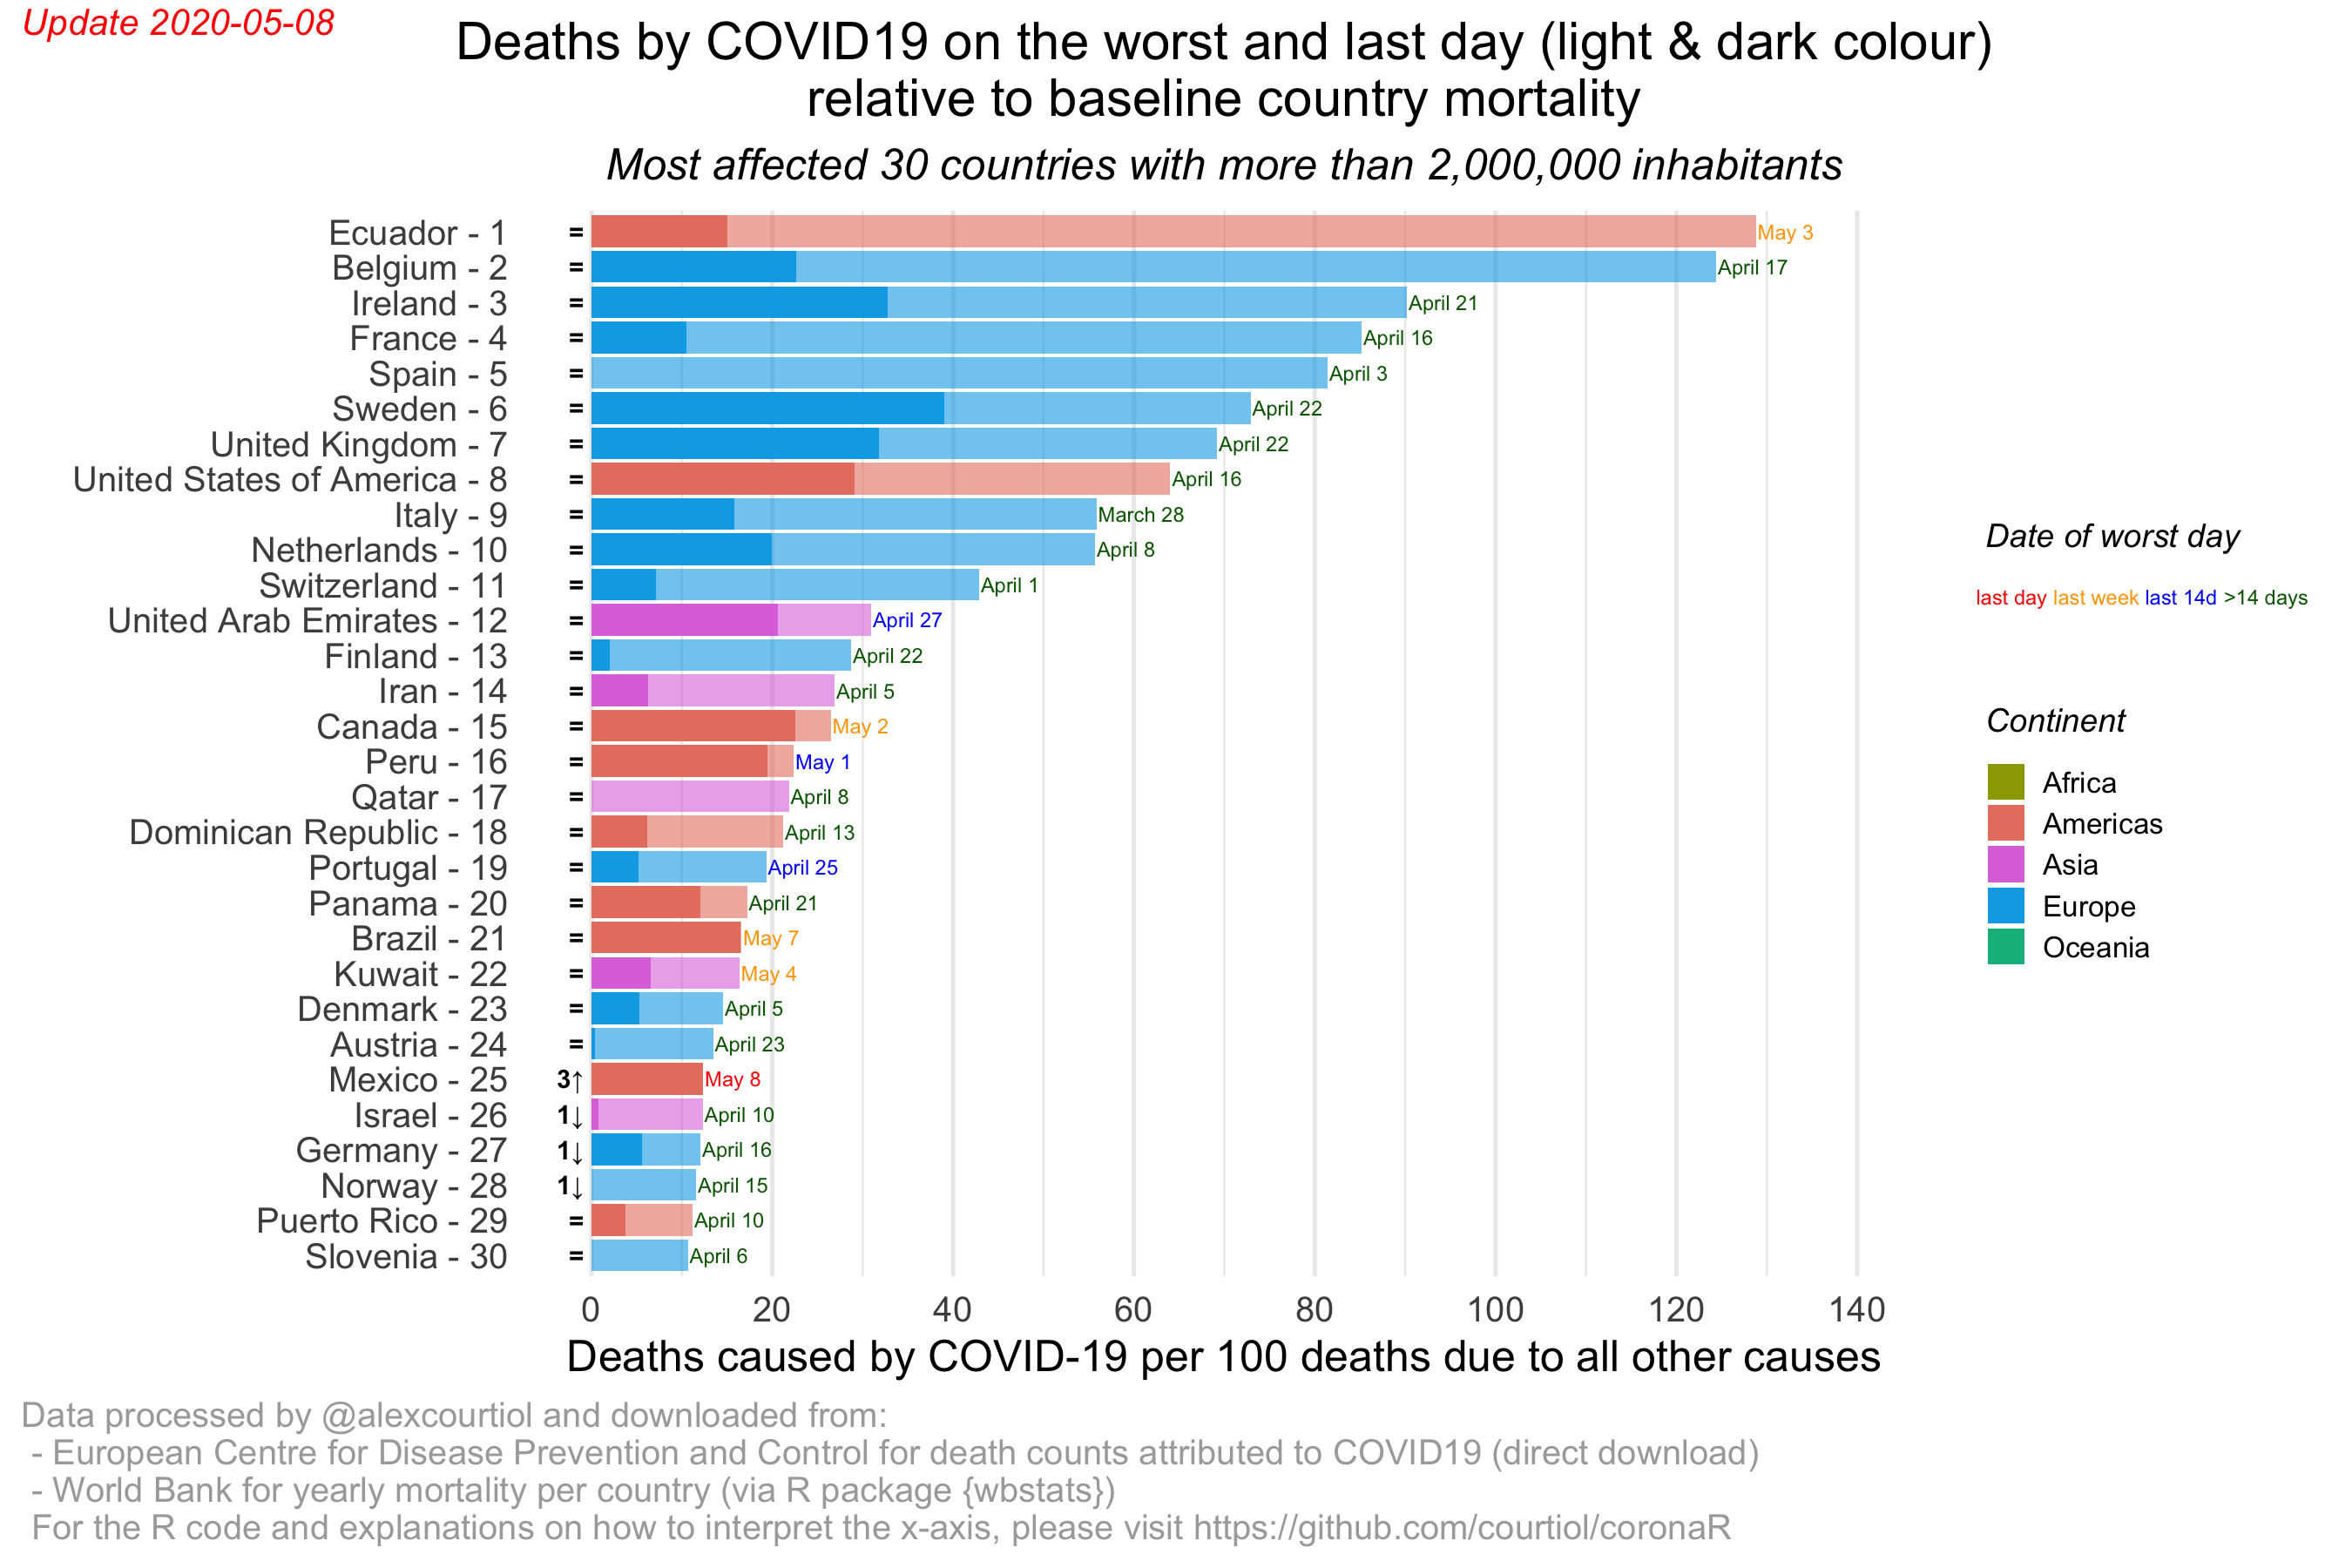 Update 2020-05-08
Deaths by COVID19 on the worst and last day (light & dark colour)
relative to baseline country mortality
Most affected 30 countries with more than 2,000,000 inhabitants
Ecuador - 1 = May 3
Belgium - 2 = April 17
Ireland - 3 = April 21
France - 4 = April 16
Spain - 5 = April 3
Sweden - 6 = April 22
United Kingdom - 7 = April 22
United States of America - 8 = April 16
Italy - 9 = March 28
Netherlands - 10 = April 8
Switzerland - 11 = April 1
United Arab Emirates - 12 = April 27
Finland - 13 = April 22
Iran - 14 = April 5
Canada - 15 = May 2
Peru - 16 = May 1
Qatar - 17 = April 8
Dominican Republic - 18 = April 13
Portugal - 19 = April 25
Panama - 20 = April 21
Brazil - 21 = May 7
Kuwait - 22 = May 4
Denmark - 23 = April 5
Austria - 24 = April 23
Mexico - 25 3↑ May 8
Israel - 26 1↓ April 10
Germany - 27 1↓ April 16
Norway - 28 1↓ April 15
Puerto Rico - 29 = April 10
Slovenia - 30 = April 6
0 20 40 60 80 100 120 140
Deaths caused by COVID-19 per 100 deaths due to all other causes
Date of worst day
last day last week last 14d >14 days
Continent
Africa
Americas
Asia
Europe
Oceania
Data processed by @alexcourtiol and downloaded from:
- European Centre for Disease Prevention and Control for death counts attributed to COVID19 (direct download)
- World Bank for yearly mortality per country (via R package {wbstats})
For the R code and explanations on how to interpret the x-axis, please visit https://github.com/courtiol/coronaR